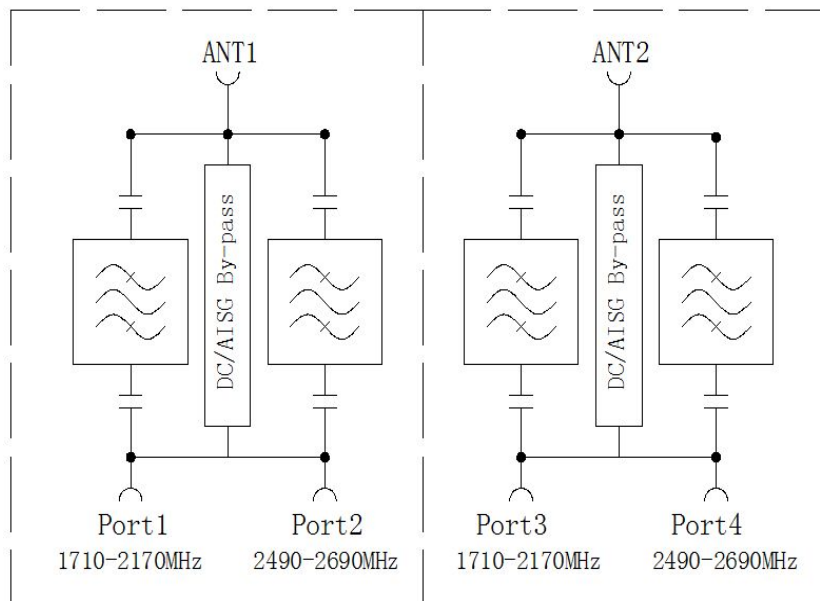 ANT1
ANT2
DC/AISG By-pass
DC/AISG By-pass
Port1
Port2
Port3
Port4
1710-2170MHz
2490-2690MHz
1710-2170MHz
2490-2690MHz